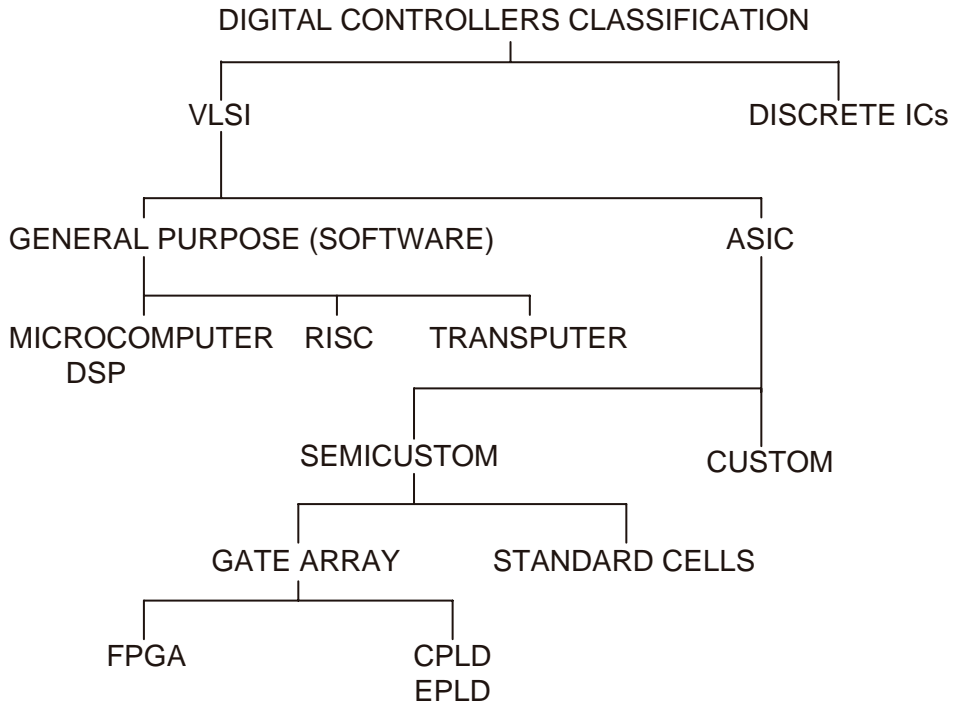 DIGITAL CONTROLLERS CLASSIFICATION
VLSI
DISCRETE ICs
GENERAL PURPOSE (SOFTWARE)
ASIC
MICROCOMPUTER
DSP
RISC
TRANSPUTER
SEMICUSTOM
CUSTOM
GATE ARRAY
STANDARD CELLS
FPGA
CPLD
EPLD